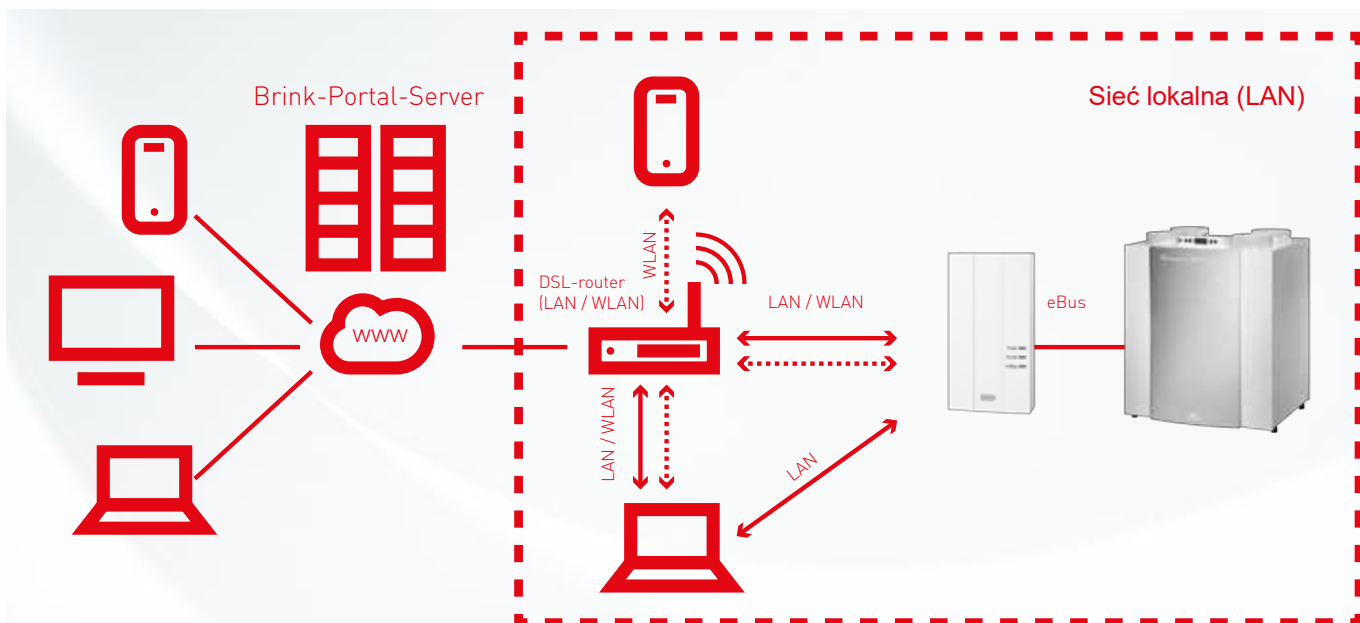 Brink-Portal-Server
Sieć lokalna (LAN)
WLAN
DSL-router
(LAN / WLAN)
LAN / WLAN
eBus
www
LAN / WLAN
LAN